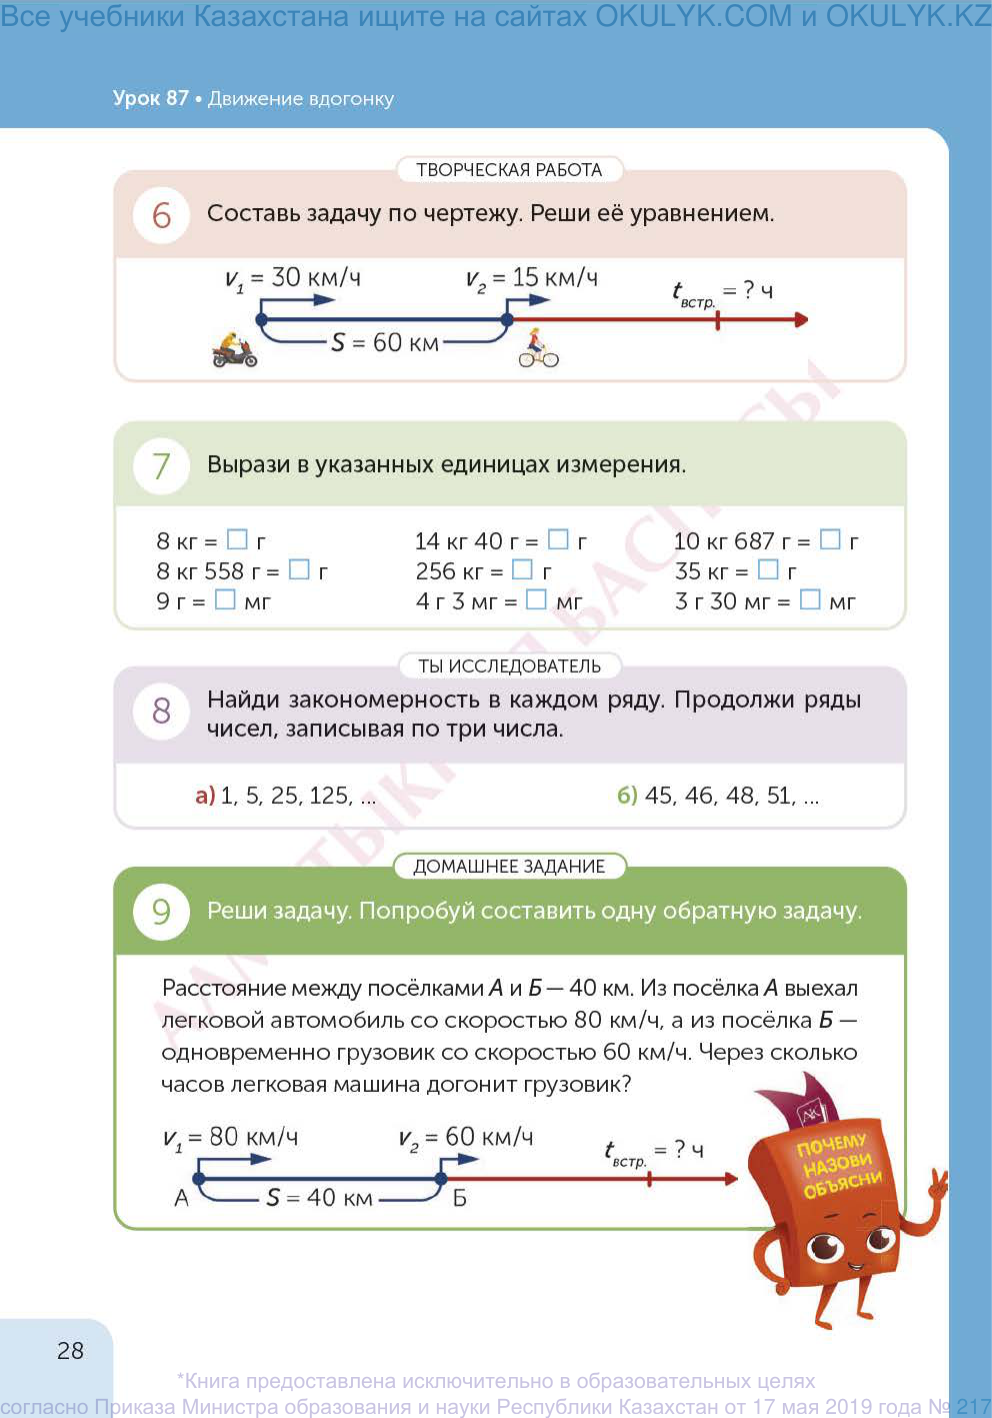 Все учебники Казахстана ищите на сайтах OKULYK.COM и OKULYK.KZ
Урок 87 • Движение вдогонку
ТВОРЧЕСКАЯ РАБОТА
6 Составь задачу по чертежу. Реши её уравнением.
v1 = 30 км/ч v2 = 15 км/ч tвстр. = ? ч
S = 60 км
7 Вырази в указанных единицах измерения.
8 кг = □ г 14 кг 40 г = □ г 10 кг 687 г = □ г
8 кг 558 г = □ г 256 кг = □ г 35 кг = □ г
9 г = □ мг 4 г 3 мг = □ мг 3 г 30 мг = □ мг
ТЫ ИССЛЕДОВАТЕЛЬ
8 Найди закономерность в каждом ряду. Продолжи ряды
чисел, записывая по три числа.
а) 1, 5, 25, 125, ... б) 45, 46, 48, 51, ...
ДОМАШНЕЕ ЗАДАНИЕ
9 Реши задачу. Попробуй составить одну обратную задачу.
Расстояние между посёлками А и Б — 40 км. Из посёлка А выехал
легковой автомобиль со скоростью 80 км/ч, а из посёлка Б —
одновременно грузовик со скоростью 60 км/ч. Через сколько
часов легковая машина догонит грузовик?
v1 = 80 км/ч v2 = 60 км/ч tвстр. = ? ч
А S = 40 км Б
АК
ПОЧЕМУ
НАЗОВИ
ОБЪЯСНИ
28
*Книга предоставлена исключительно в образовательных целях
согласно Приказа Министра образования и науки Республики Казахстан от 17 мая 2019 года № 217